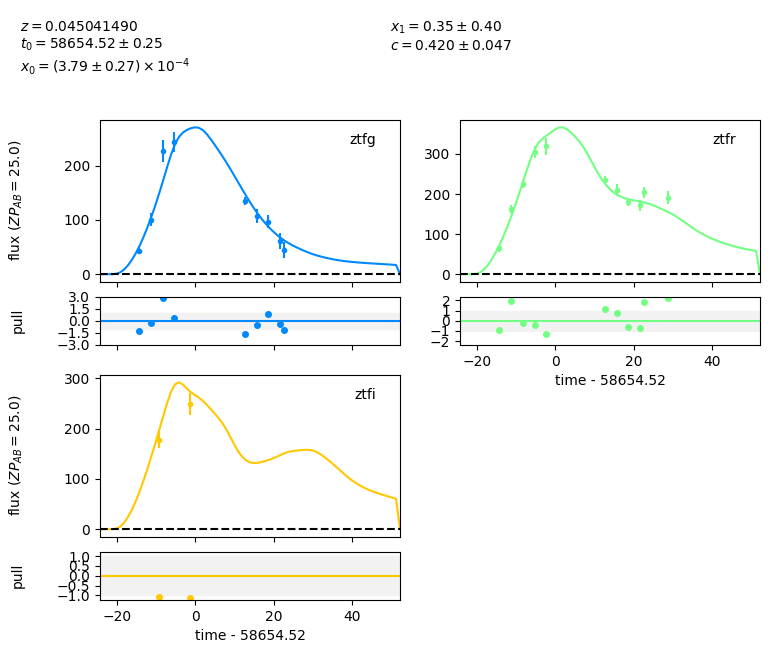 z = 0.045041490
t₀ = 58654.52 ± 0.25
x₀ = (3.79 ± 0.27) × 10⁻⁴
x₁ = 0.35 ± 0.40
c = 0.420 ± 0.047
flux (ZP_AB = 25.0)
200
100
0
ztfg
300
200
100
0
ztfr
pull
3.0
1.5
0.0
−1.5
−3.0
2
1
0
−1
−2
−20 0 20 40
time - 58654.52
flux (ZP_AB = 25.0)
300
200
100
0
ztfi
pull
1.0
0.5
0.0
−0.5
−1.0
−20 0 20 40
time - 58654.52